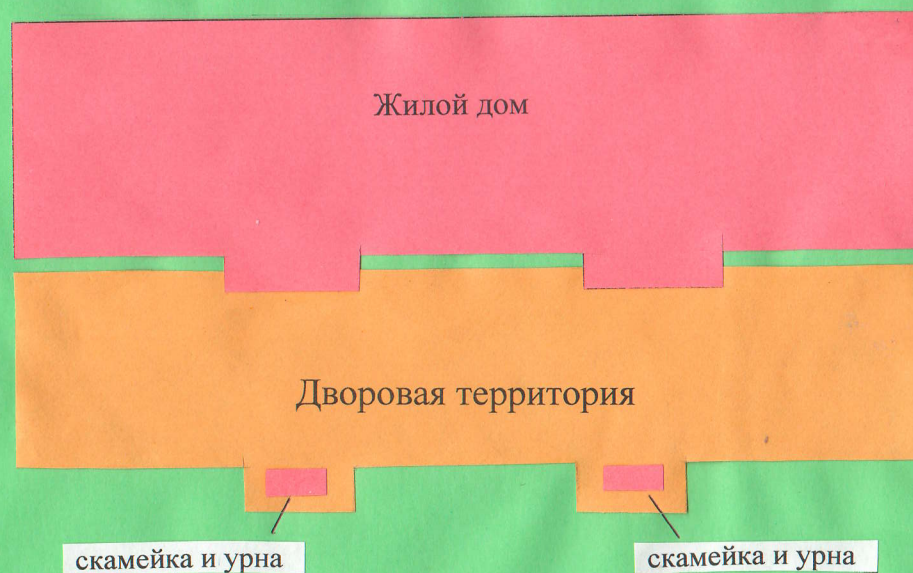 Жилой дом
Дворовая территория
скамейка и урна
скамейка и урна